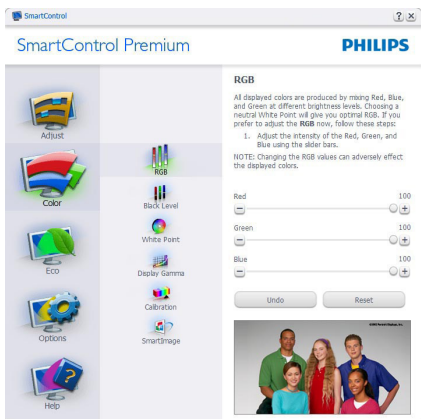 SmartControl
SmartControl Premium
PHILIPS
Adjust
Color
Eco
Options
Help
RGB
Black Level
White Point
Display Gamma
Calibration
SmartImage
RGB
All displayed colors are produced by mixing Red, Blue,
and Green at different brightness levels. Choosing a
neutral White Point will give you optimal RGB. If you
prefer to adjust the RGB now, follow these steps:
1. Adjust the intensity of the Red, Green, and
Blue using the slider bars.
NOTE: Changing the RGB values can adversely effect
the displayed colors.
Red 100
Green 100
Blue 100
Undo Reset